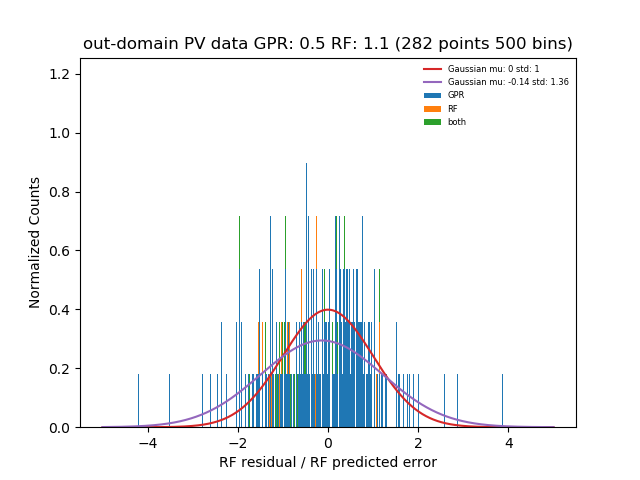 out-domain PV data GPR: 0.5 RF: 1.1 (282 points 500 bins)
Gaussian mu: 0 std: 1
Gaussian mu: -0.14 std: 1.36
GPR
RF
both
Normalized Counts
1.2
1.0
0.8
0.6
0.4
0.2
0.0
−4 −2 0 2 4
RF residual / RF predicted error